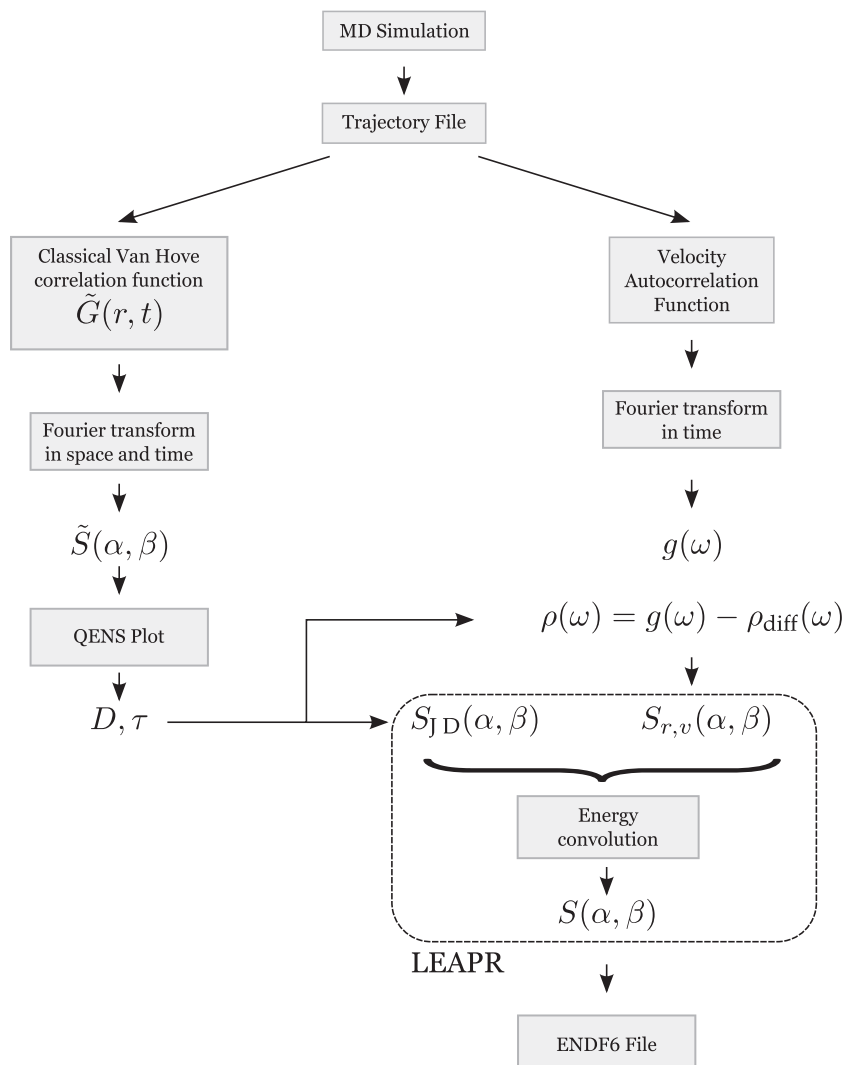 MD Simulation
Trajectory File
Classical Van Hove
correlation function
G̃(r, t)
Velocity
Autocorrelation
Function
Fourier transform
in space and time
Fourier transform
in time
S̃(α, β)
g(ω)
QENS Plot
ρ(ω) = g(ω) − ρdiff(ω)
D, τ
SJ D(α, β)
Sr,v(α, β)
Energy
convolution
S(α, β)
LEAPR
ENDF6 File